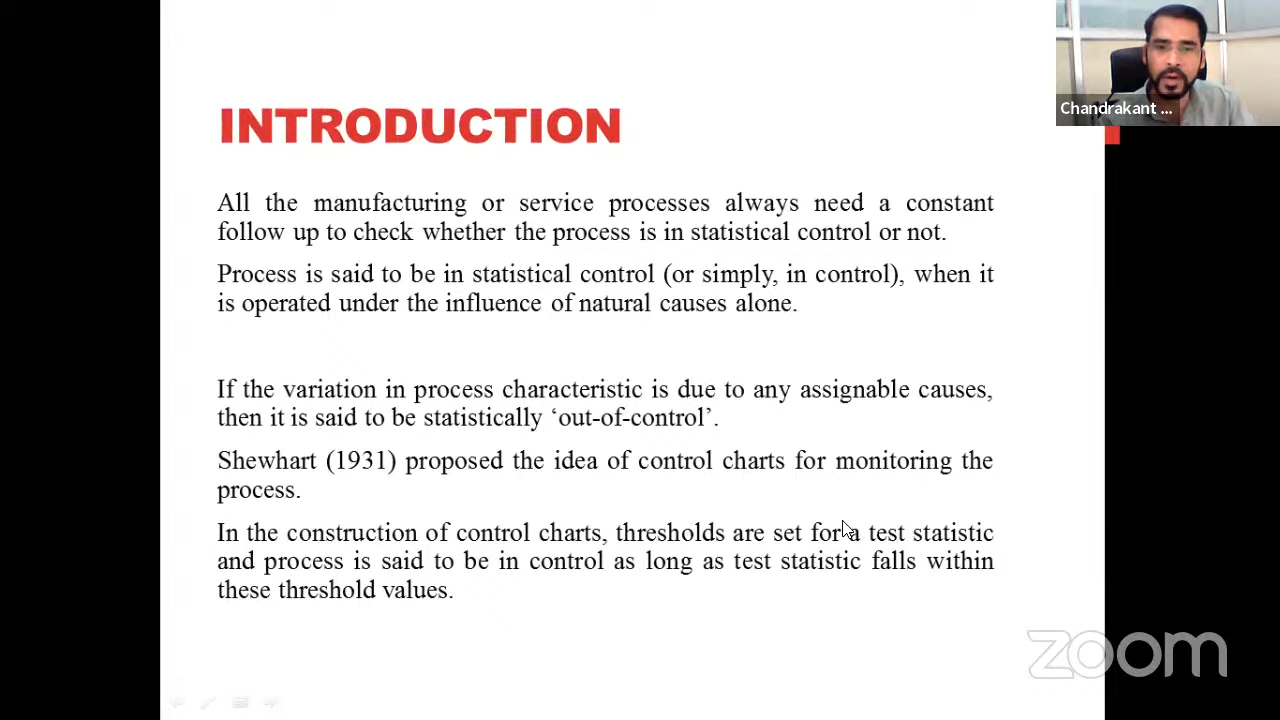 INTRODUCTION
All the manufacturing or service processes always need a constant
follow up to check whether the process is in statistical control or not.
Process is said to be in statistical control (or simply, in control), when it
is operated under the influence of natural causes alone.
If the variation in process characteristic is due to any assignable causes,
then it is said to be statistically ‘out-of-control’.
Shewhart (1931) proposed the idea of control charts for monitoring the
process.
In the construction of control charts, thresholds are set for a test statistic
and process is said to be in control as long as test statistic falls within
these threshold values.
Chandrakant ...
zoom